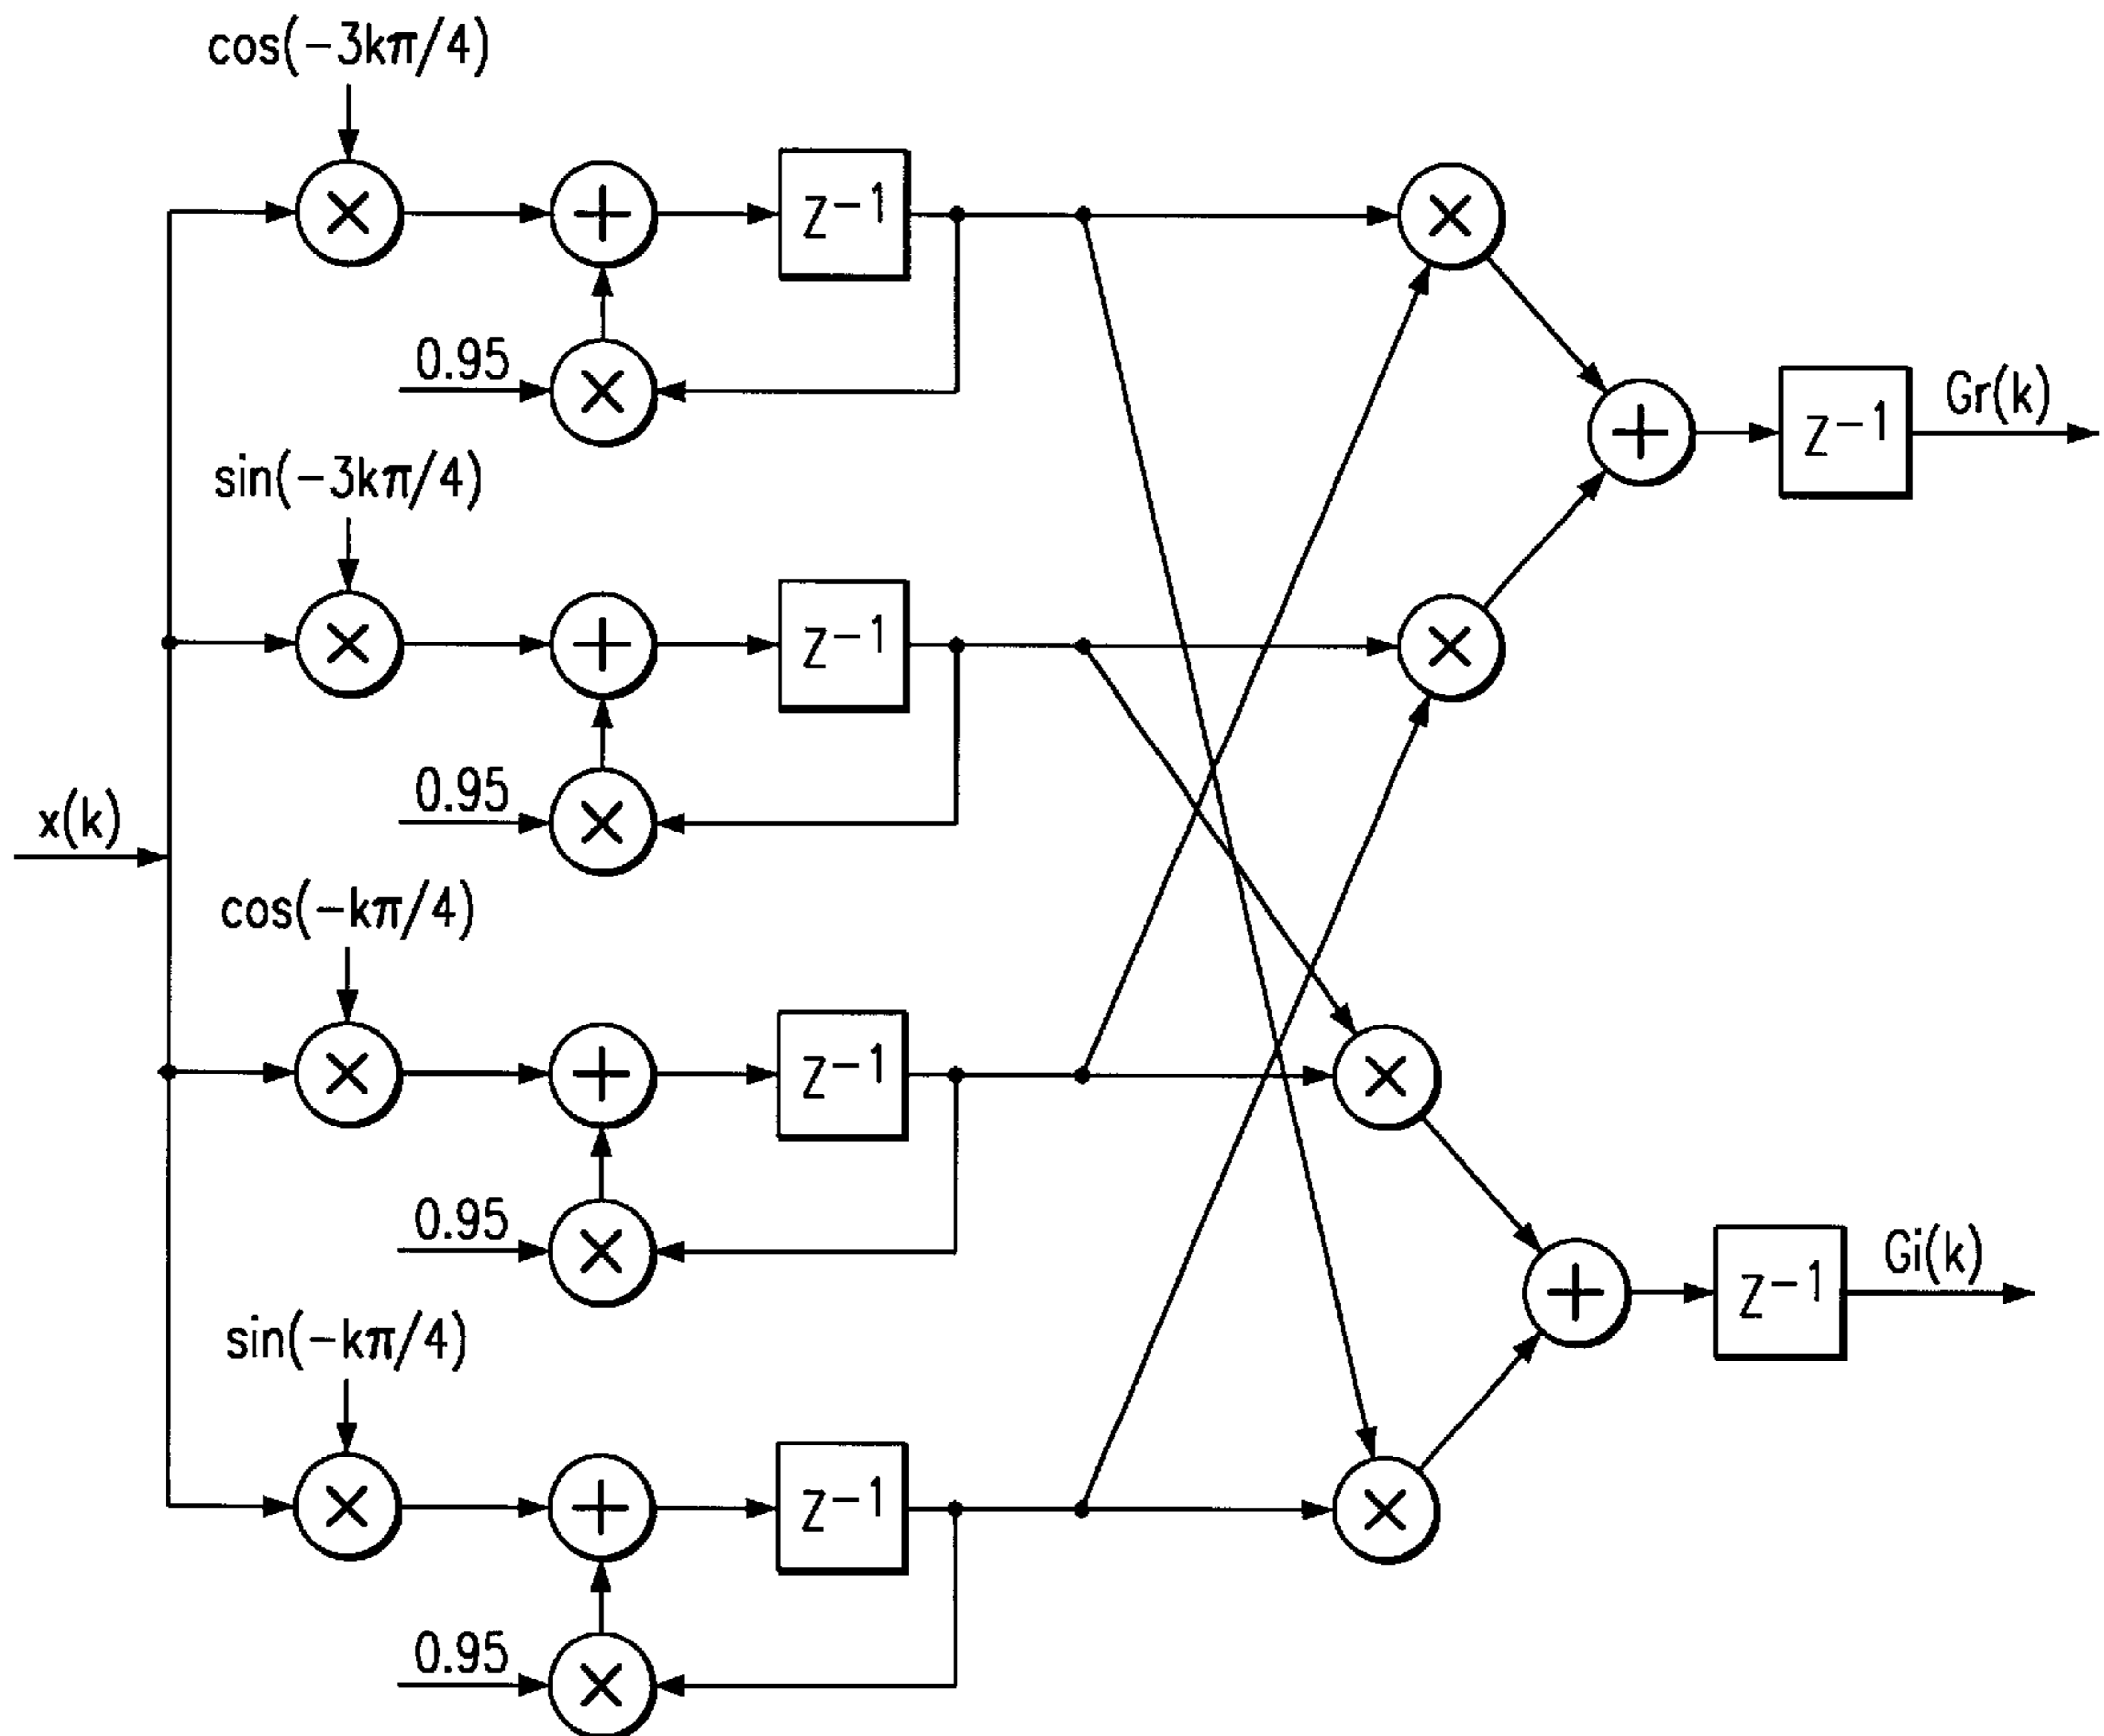 cos(−3kπ/4)
× + z⁻¹ ×
0.95 ×
Gr(k)
+ z⁻¹
sin(−3kπ/4)
× + z⁻¹ ×
0.95 ×
x(k)
cos(−kπ/4)
× + z⁻¹ ×
0.95 ×
Gi(k)
+ z⁻¹
sin(−kπ/4)
× + z⁻¹ ×
0.95 ×